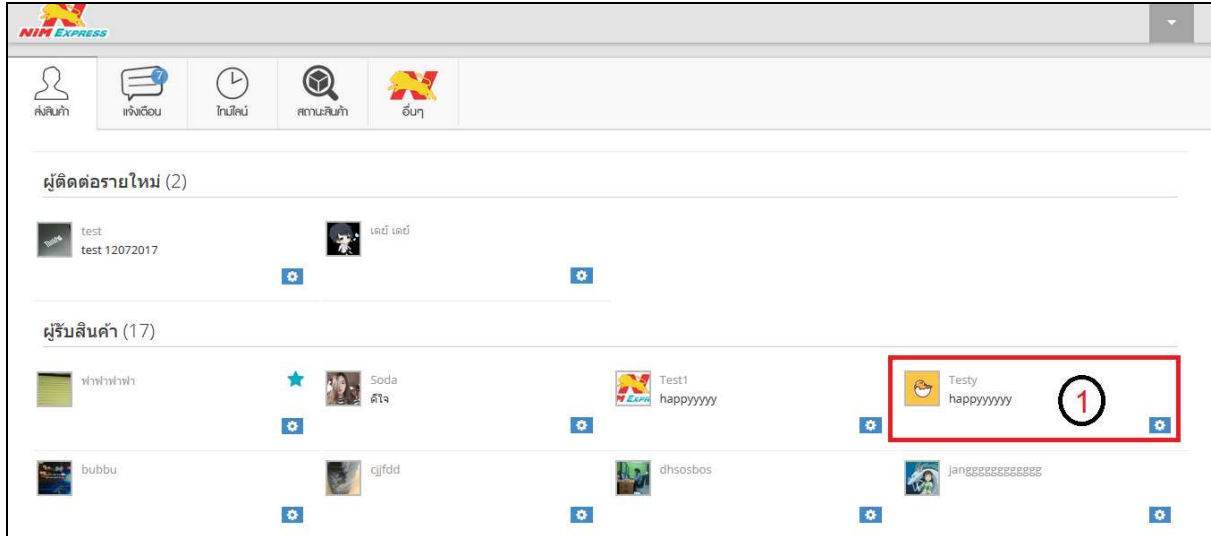 NIM EXPRESS
ส่งสินค้า
7
แจ้งเตือน
ไทม์ไลน์
สถานะสินค้า
อื่นๆ
ผู้ติดต่อรายใหม่ (2)
test
test 12072017
เดย์ เดย์
ผู้รับสินค้า (17)
ฟาฟาฟาฟา
Soda
ดีใจ
Test1
happyyyyy
Testy
happyyyyyy
1
bubbu
cjjfdd
dhsosbos
janggggggggggggg